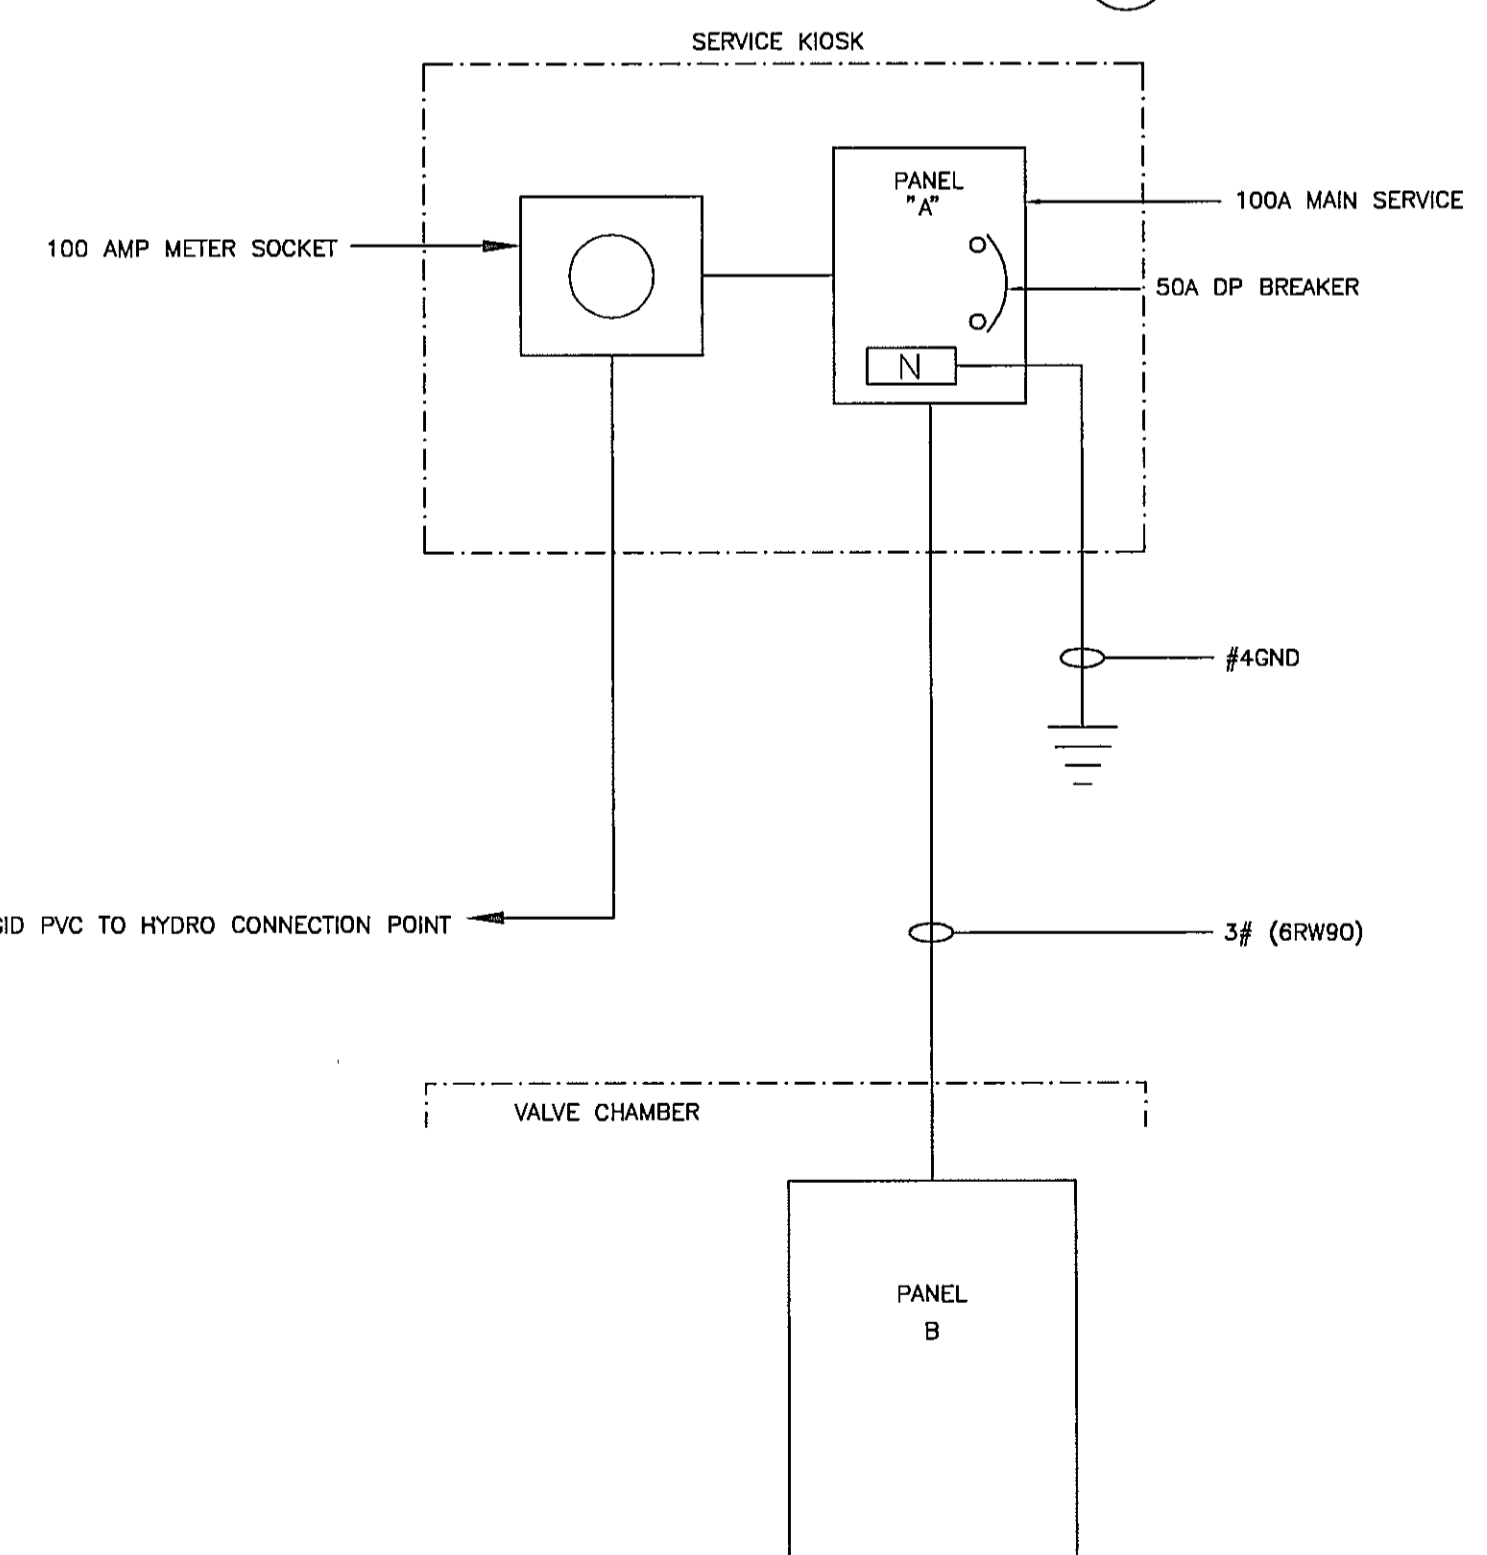 SERVICE KIOSK
PANEL
"A"
100A MAIN SERVICE
100 AMP METER SOCKET
50A DP BREAKER
N
#4GND
PVC TO HYDRO CONNECTION POINT
3# (6RW90)
VALVE CHAMBER
PANEL
B